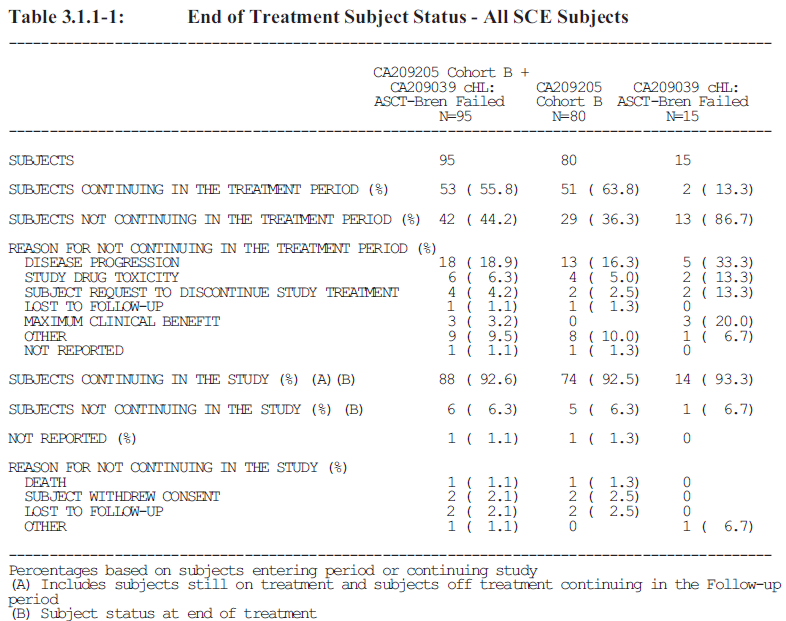 Table 3.1.1-1: End of Treatment Subject Status - All SCE Subjects
CA209205 Cohort B +
CA209039 cHL: CA209205 CA209039 cHL:
ASCT-Bren Failed Cohort B ASCT-Bren Failed
N=95 N=80 N=15
SUBJECTS 95 80 15
SUBJECTS CONTINUING IN THE TREATMENT PERIOD (%) 53 ( 55.8) 51 ( 63.8) 2 ( 13.3)
SUBJECTS NOT CONTINUING IN THE TREATMENT PERIOD (%) 42 ( 44.2) 29 ( 36.3) 13 ( 86.7)
REASON FOR NOT CONTINUING IN THE TREATMENT PERIOD (%)
DISEASE PROGRESSION 18 ( 18.9) 13 ( 16.3) 5 ( 33.3)
STUDY DRUG TOXICITY 6 ( 6.3) 4 ( 5.0) 2 ( 13.3)
SUBJECT REQUEST TO DISCONTINUE STUDY TREATMENT 4 ( 4.2) 2 ( 2.5) 2 ( 13.3)
LOST TO FOLLOW-UP 1 ( 1.1) 1 ( 1.3) 0
MAXIMUM CLINICAL BENEFIT 3 ( 3.2) 0 3 ( 20.0)
OTHER 9 ( 9.5) 8 ( 10.0) 1 ( 6.7)
NOT REPORTED 1 ( 1.1) 1 ( 1.3) 0
SUBJECTS CONTINUING IN THE STUDY (%) (A)(B) 88 ( 92.6) 74 ( 92.5) 14 ( 93.3)
SUBJECTS NOT CONTINUING IN THE STUDY (%) (B) 6 ( 6.3) 5 ( 6.3) 1 ( 6.7)
NOT REPORTED (%) 1 ( 1.1) 1 ( 1.3) 0
REASON FOR NOT CONTINUING IN THE STUDY (%)
DEATH 1 ( 1.1) 1 ( 1.3) 0
SUBJECT WITHDREW CONSENT 2 ( 2.1) 2 ( 2.5) 0
LOST TO FOLLOW-UP 2 ( 2.1) 2 ( 2.5) 0
OTHER 1 ( 1.1) 0 1 ( 6.7)
Percentages based on subjects entering period or continuing study
(A) Includes subjects still on treatment and subjects off treatment continuing in the Follow-up
period
(B) Subject status at end of treatment